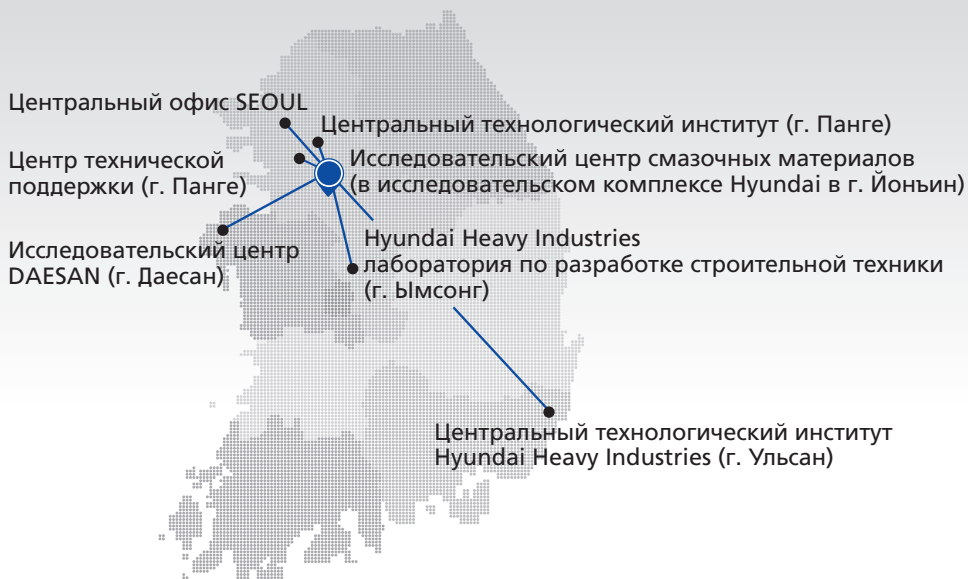 Центральный офис SEOUL
Центральный технологический институт (г. Панге)
Центр технической
поддержки (г. Панге)
Исследовательский центр смазочных материалов
(в исследовательском комплексе Hyundai в г. Йонъин)
Исследовательский центр
DAESAN (г. Даесан)
Hyundai Heavy Industries
лаборатория по разработке строительной техники
(г. Ымсонг)
Центральный технологический институт
Hyundai Heavy Industries (г. Ульсан)